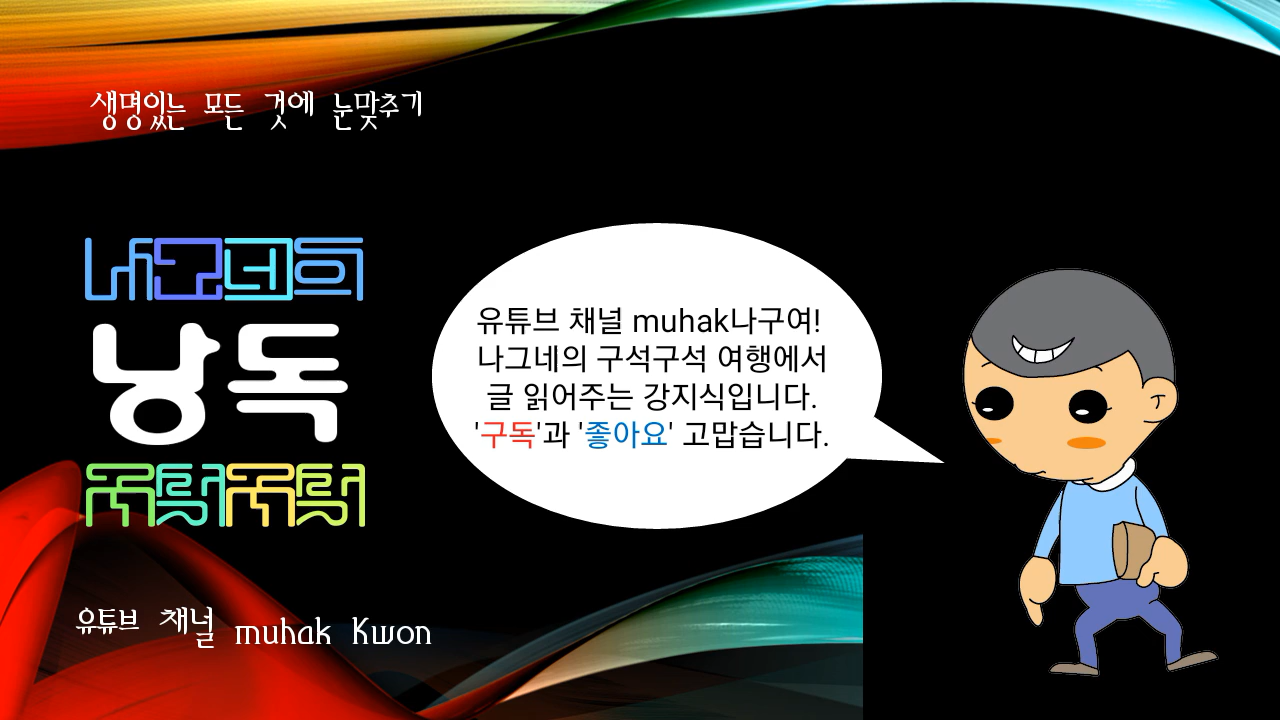 생명있는 모든 것에 눈맞추기
나그네의
낭독
구석구석
유튜브 채널 muhak나구여!
나그네의 구석구석 여행에서
글 읽어주는 강지식입니다.
'구독'과 '좋아요' 고맙습니다.
유튜브 채널 muhak Kwon